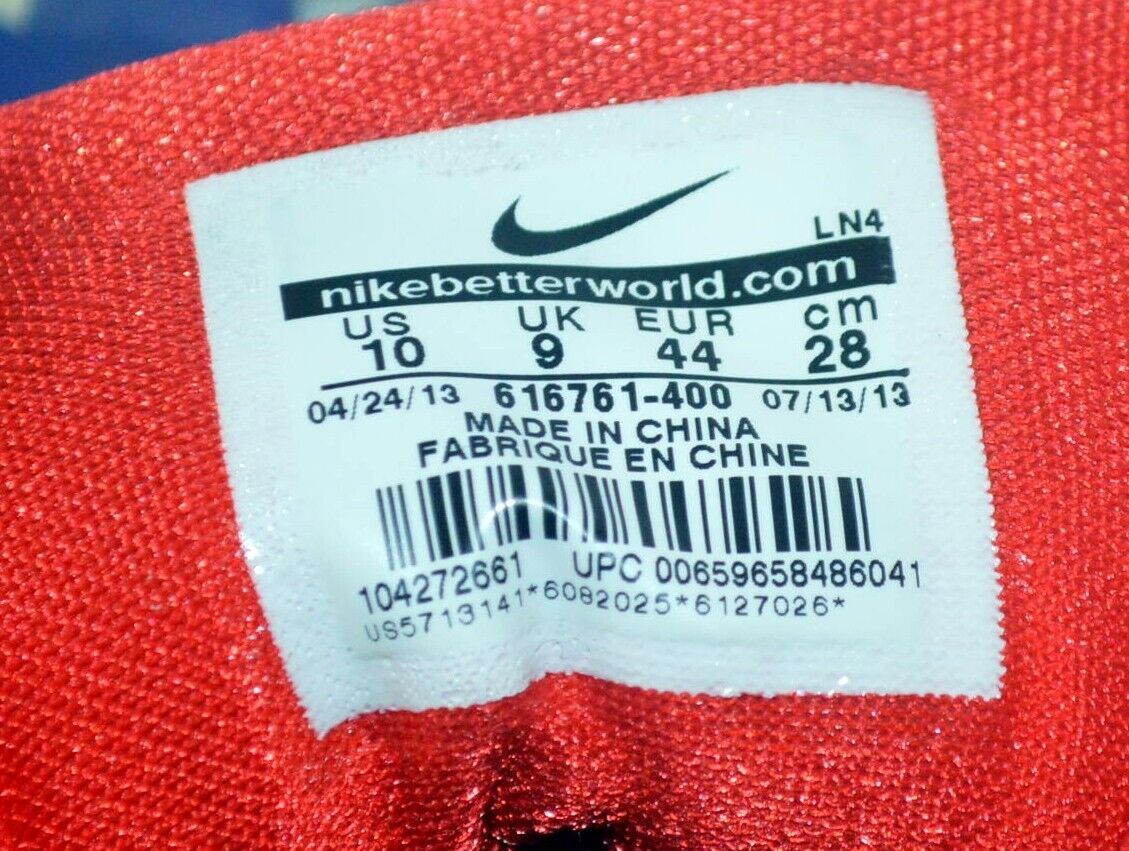 LN4
nikebetterworld.com
US UK EUR cm
10 9 44 28
04/24/13 616761-400 07/13/13
MADE IN CHINA
FABRIQUE EN CHINE
104272661 UPC 00659658486041
US5713141*6082025*6127026*